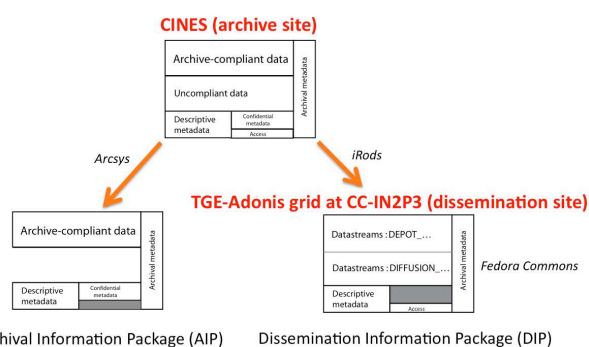 CINES (archive site)
Archive-compliant data
Uncompliant data
Descriptive metadata
Confidential metadata
Access
Archival metadata
Arcsys
iRods
TGE-Adonis grid at CC-IN2P3 (dissemination site)
Archive-compliant data
Descriptive metadata
Confidential metadata
Archival metadata
Datastreams :DEPOT_...
Datastreams :DIFFUSION_...
Descriptive metadata
Access
Archival metadata
Fedora Commons
hival Information Package (AIP)
Dissemination Information Package (DIP)